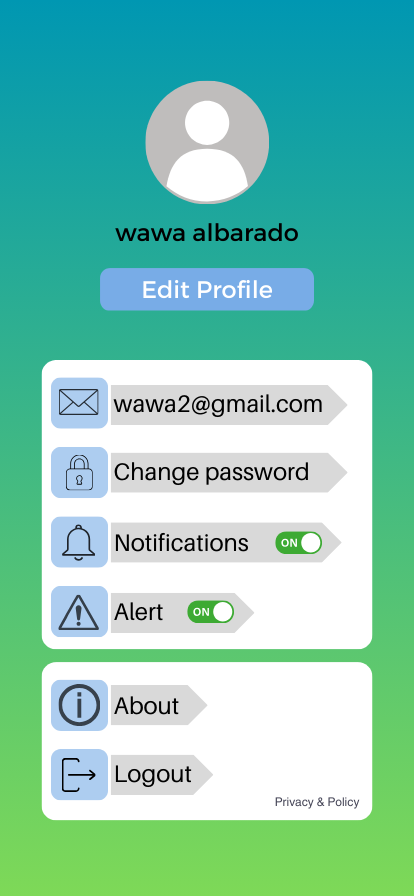 wawa albarado
Edit Profile
wawa2@gmail.com
Change password
Notifications ON
Alert ON
About
Logout
Privacy & Policy